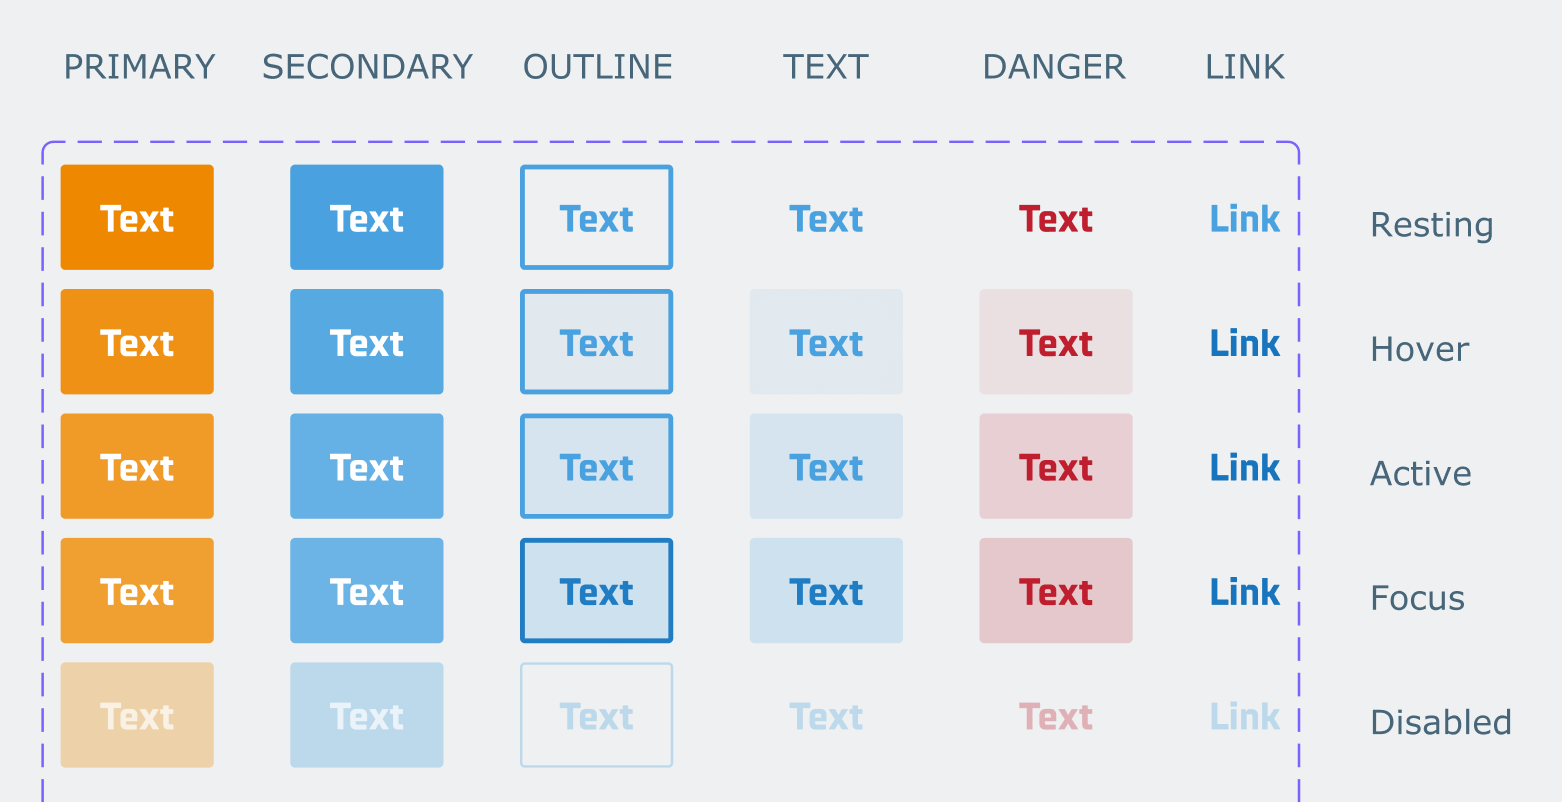 PRIMARY SECONDARY OUTLINE TEXT DANGER LINK
Text Text Text Text Text Link Resting
Text Text Text Text Text Link Hover
Text Text Text Text Text Link Active
Text Text Text Text Text Link Focus
Text Text Text Text Text Link Disabled